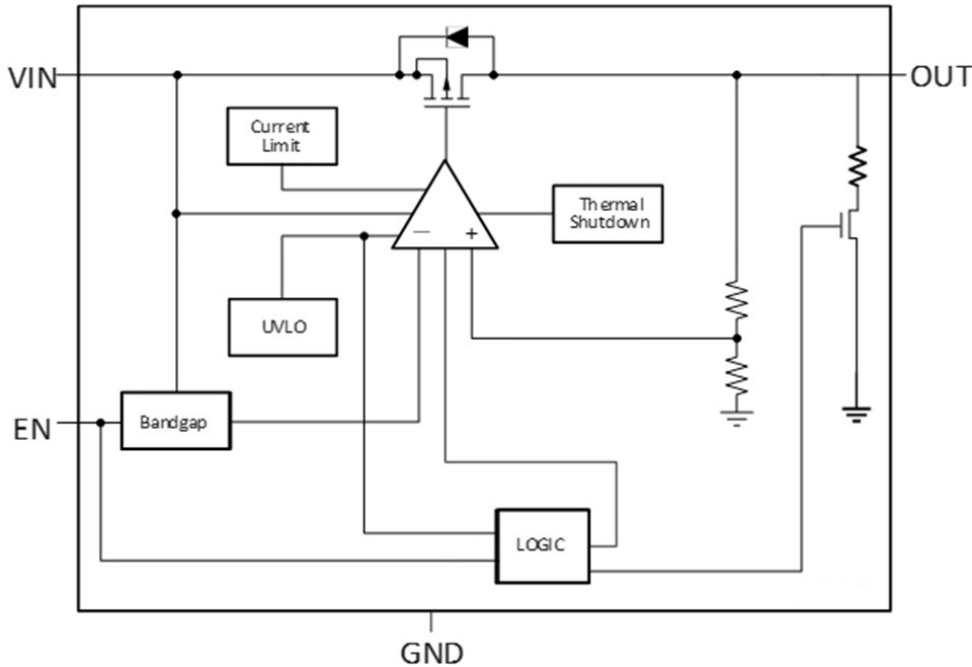 VIN
OUT
Current
Limit
Thermal
Shutdown
— +
UVLO
EN
Bandgap
LOGIC
GND